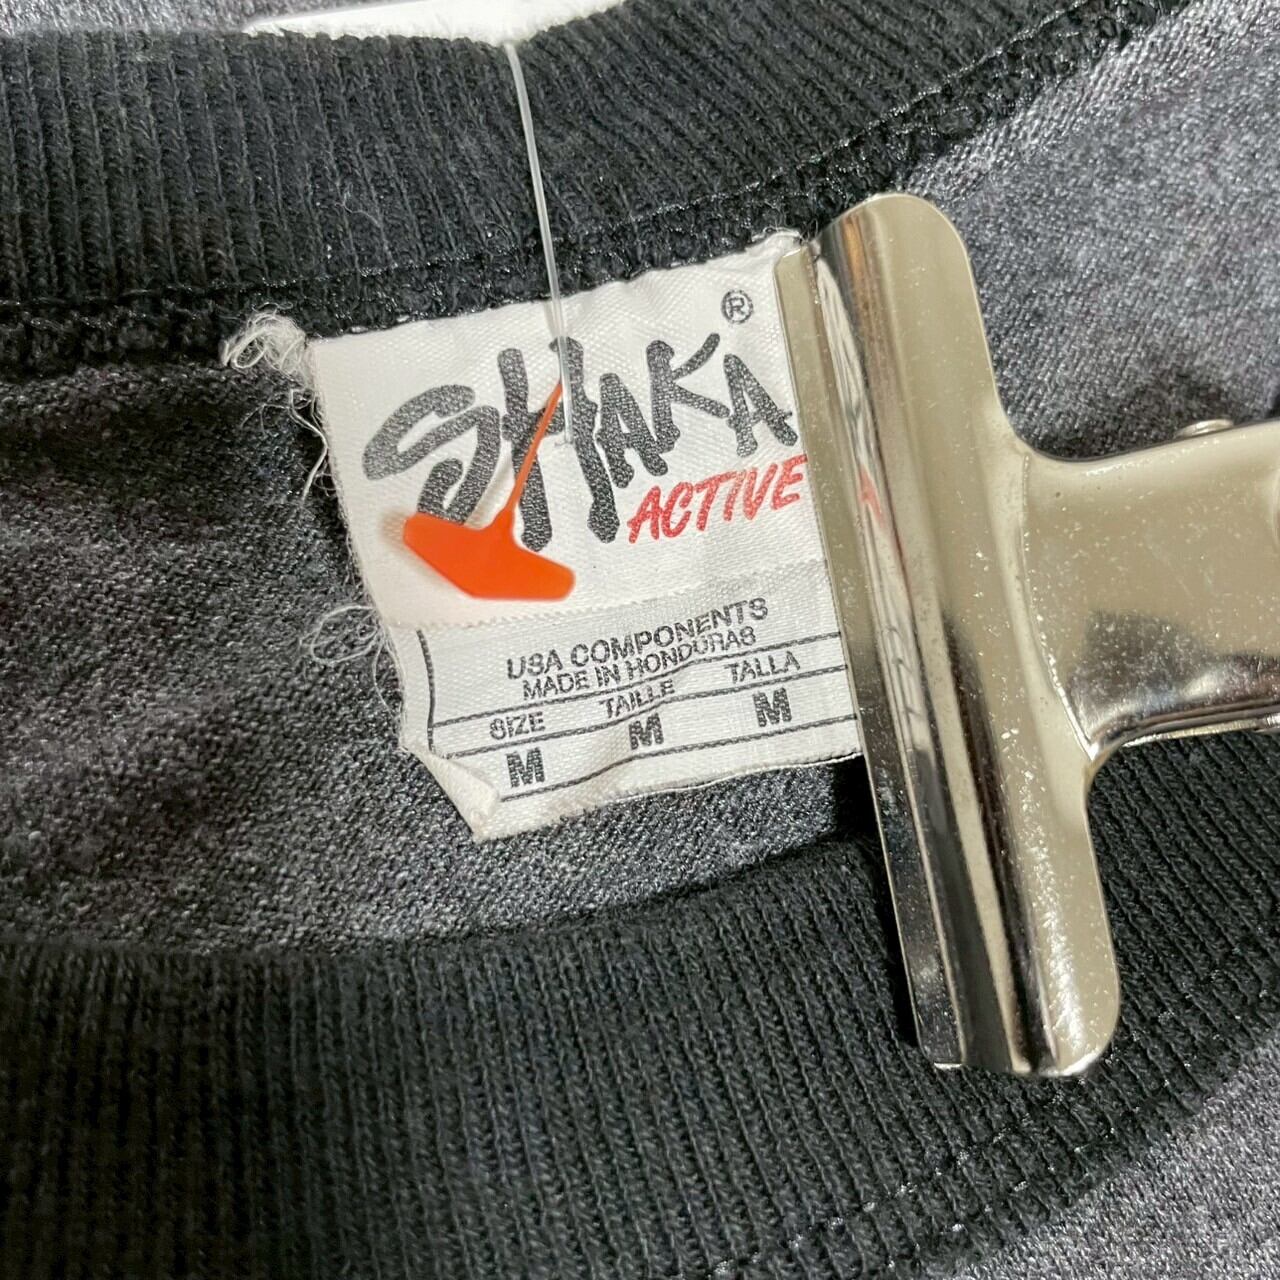 SHAKA®
ACTIVE
USA COMPONENTS
MADE IN HONDURAS
SIZE TAILLE TALLA
M M M